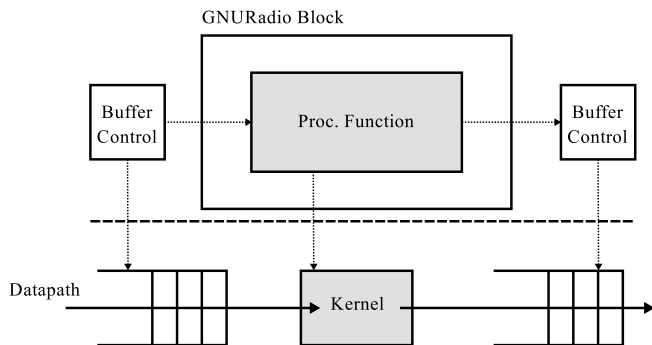 GNURadio Block
Buffer
Control
Proc. Function
Buffer
Control
Datapath
Kernel